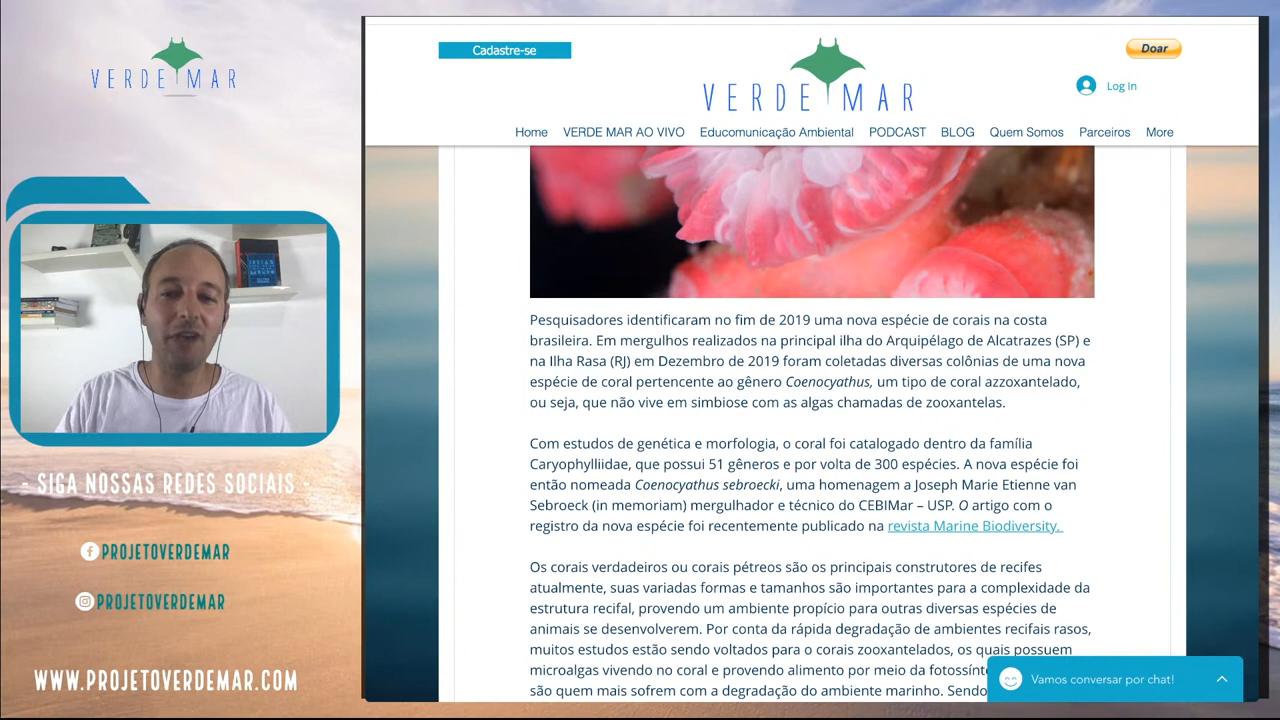 VERDE MAR
- SIGA NOSSAS REDES SOCIAIS -
PROJETOVERDEMAR
PROJETOVERDEMAR
WWW.PROJETOVERDEMAR.COM
Cadastre-se
VERDE MAR
Doar
Log In
Home VERDE MAR AO VIVO Educomunicação Ambiental PODCAST BLOG Quem Somos Parceiros More
Pesquisadores identificaram no fim de 2019 uma nova espécie de corais na costa
brasileira. Em mergulhos realizados na principal ilha do Arquipélago de Alcatrazes (SP) e
na Ilha Rasa (RJ) em Dezembro de 2019 foram coletadas diversas colônias de uma nova
espécie de coral pertencente ao gênero Coenocyathus, um tipo de coral azzoxantelado,
ou seja, que não vive em simbiose com as algas chamadas de zooxantelas.
Com estudos de genética e morfologia, o coral foi catalogado dentro da família
Caryophylliidae, que possui 51 gêneros e por volta de 300 espécies. A nova espécie foi
então nomeada Coenocyathus sebroecki, uma homenagem a Joseph Marie Etienne van
Sebroeck (in memoriam) mergulhador e técnico do CEBIMar – USP. O artigo com o
registro da nova espécie foi recentemente publicado na revista Marine Biodiversity.
Os corais verdadeiros ou corais pétreos são os principais construtores de recifes
atualmente, suas variadas formas e tamanhos são importantes para a complexidade da
estrutura recifal, provendo um ambiente propício para outras diversas espécies de
animais se desenvolverem. Por conta da rápida degradação de ambientes recifais rasos,
muitos estudos estão sendo voltados para o corais zooxantelados, os quais possuem
microalgas vivendo no coral e provendo alimento por meio da
são quem mais sofrem com a degradação do ambiente marinho. Sendo
Vamos conversar por chat!